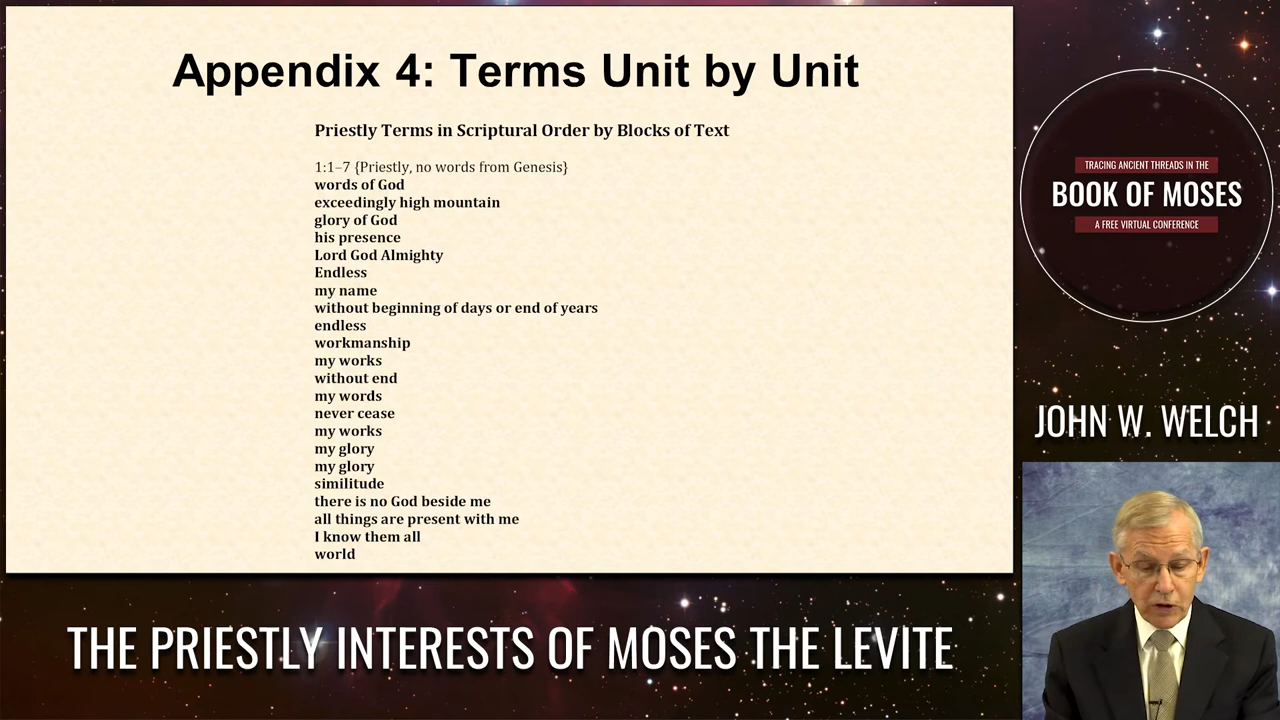 Appendix 4: Terms Unit by Unit
Priestly Terms in Scriptural Order by Blocks of Text
1:1–7 {Priestly, no words from Genesis}
words of God
exceedingly high mountain
glory of God
his presence
Lord God Almighty
Endless
my name
without beginning of days or end of years
endless
workmanship
my works
without end
my words
never cease
my works
my glory
my glory
similitude
there is no God beside me
all things are present with me
I know them all
world
TRACING ANCIENT THREADS IN THE
BOOK OF MOSES
A FREE VIRTUAL CONFERENCE
JOHN W. WELCH
THE PRIESTLY INTERESTS OF MOSES THE LEVITE